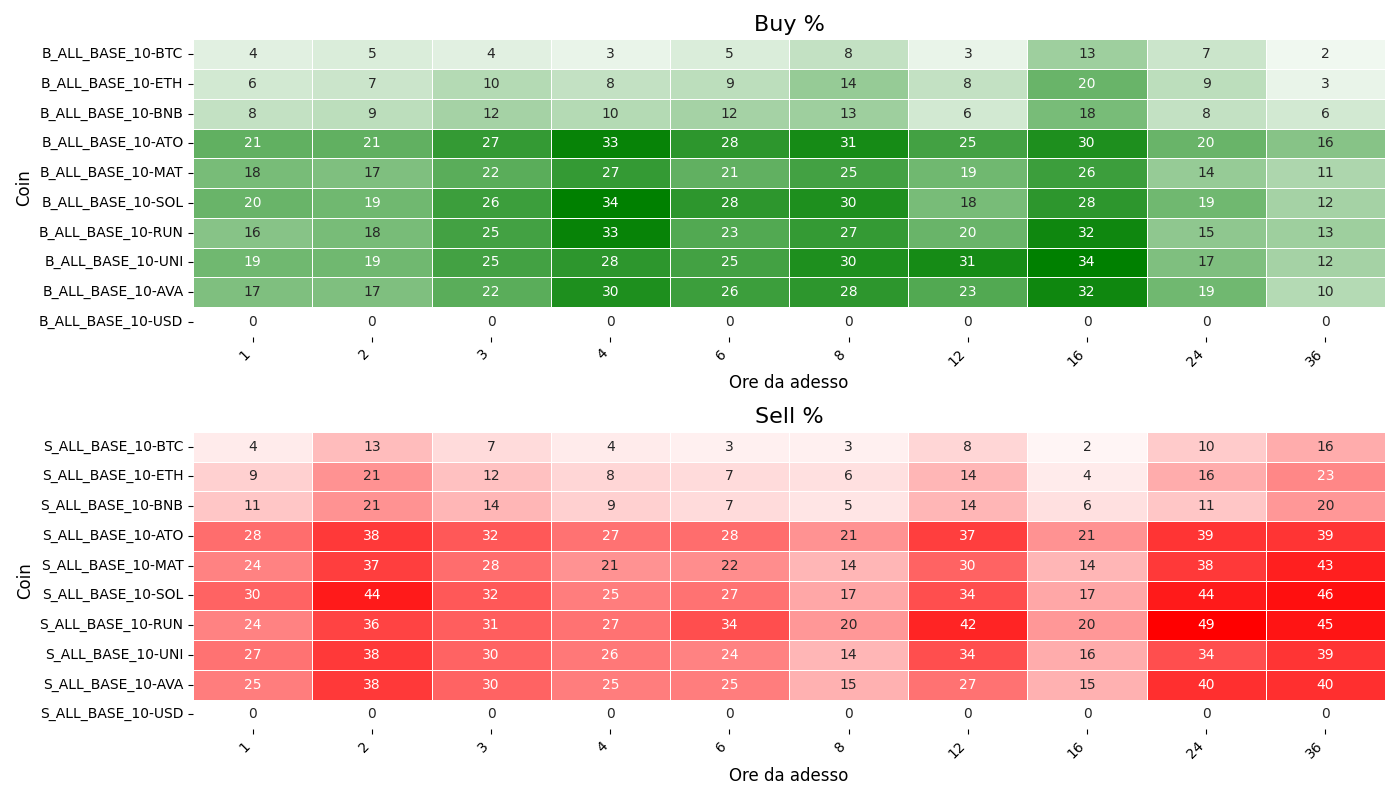 Buy %
Coin
B_ALL_BASE_10-BTC 4 5 4 3 5 8 3 13 7 2
B_ALL_BASE_10-ETH 6 7 10 8 9 14 8 20 9 3
B_ALL_BASE_10-BNB 8 9 12 10 12 13 6 18 8 6
B_ALL_BASE_10-ATO 21 21 27 33 28 31 25 30 20 16
B_ALL_BASE_10-MAT 18 17 22 27 21 25 19 26 14 11
B_ALL_BASE_10-SOL 20 19 26 34 28 30 18 28 19 12
B_ALL_BASE_10-RUN 16 18 25 33 23 27 20 32 15 13
B_ALL_BASE_10-UNI 19 19 25 28 25 30 31 34 17 12
B_ALL_BASE_10-AVA 17 17 22 30 26 28 23 32 19 10
B_ALL_BASE_10-USD 0 0 0 0 0 0 0 0 0 0
1 2 3 4 6 8 12 16 24 36
Ore da adesso
Sell %
Coin
S_ALL_BASE_10-BTC 4 13 7 4 3 3 8 2 10 16
S_ALL_BASE_10-ETH 9 21 12 8 7 6 14 4 16 23
S_ALL_BASE_10-BNB 11 21 14 9 7 5 14 6 11 20
S_ALL_BASE_10-ATO 28 38 32 27 28 21 37 21 39 39
S_ALL_BASE_10-MAT 24 37 28 21 22 14 30 14 38 43
S_ALL_BASE_10-SOL 30 44 32 25 27 17 34 17 44 46
S_ALL_BASE_10-RUN 24 36 31 27 34 20 42 20 49 45
S_ALL_BASE_10-UNI 27 38 30 26 24 14 34 16 34 39
S_ALL_BASE_10-AVA 25 38 30 25 25 15 27 15 40 40
S_ALL_BASE_10-USD 0 0 0 0 0 0 0 0 0 0
1 2 3 4 6 8 12 16 24 36
Ore da adesso